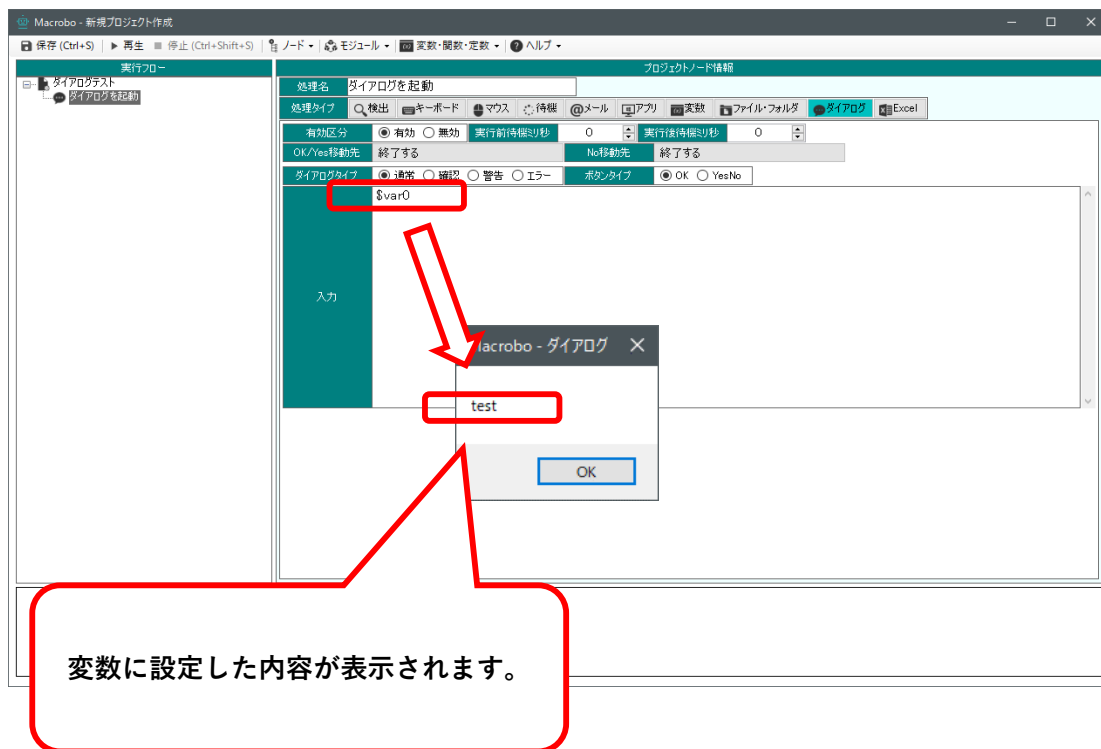 Macrobo - 新規プロジェクト作成
保存 (Ctrl+S) 再生 停止 (Ctrl+Shift+S) ノード モジュール 変数・関数・定数 ヘルプ
実行フロー
ダイアログテスト
ダイアログを起動
プロジェクトノード情報
処理名 ダイアログを起動
処理タイプ 検出 キーボード マウス 待機 メール アプリ 変数 ファイル・フォルダ ダイアログ Excel
有効区分 有効 無効 実行前待機ミリ秒 0 実行後待機ミリ秒 0
OK/Yes移動先 終了する No移動先 終了する
ダイアログタイプ 通常 確認 警告 エラー ボタンタイプ OK YesNo
入力 $var0
Macrobo - ダイアログ
test
OK
変数に設定した内容が表示されます。